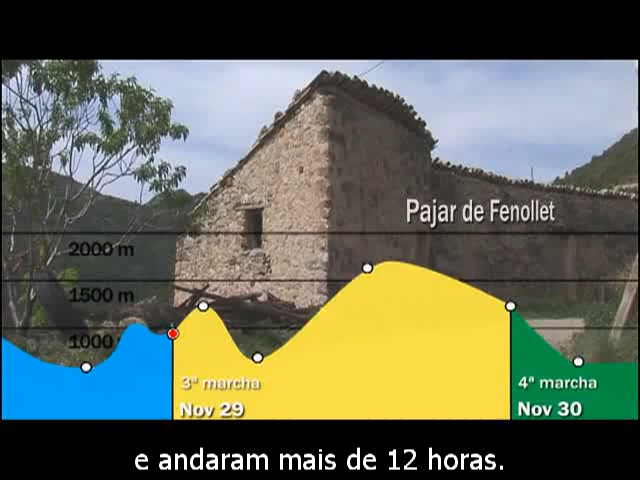 Pajar de Fenollet
2000 m
1500 m
1000
3ª marcha
4ª marcha
Nov 29
Nov 30
e andaram mais de 12 horas.